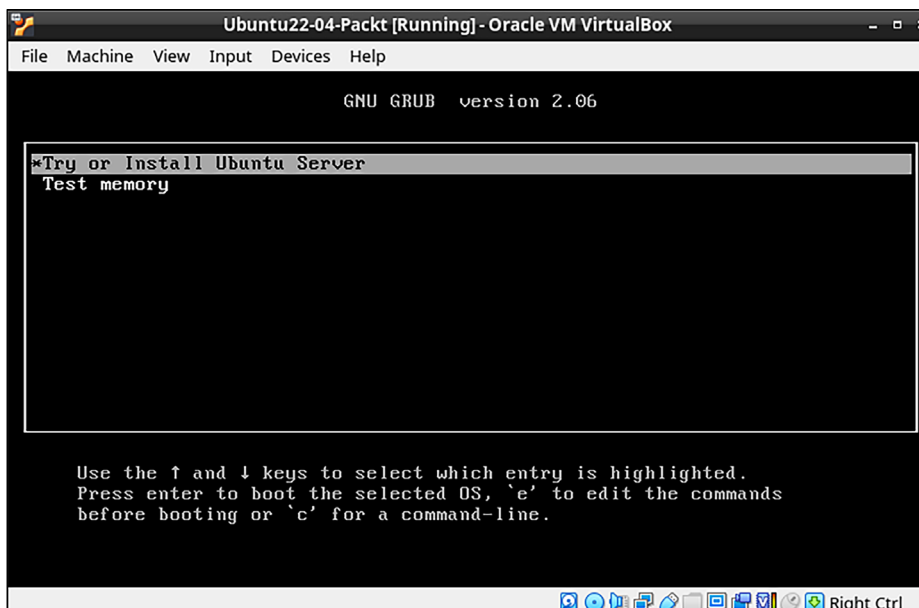 Ubuntu22-04-Packt [Running] - Oracle VM VirtualBox
File Machine View Input Devices Help
GNU GRUB version 2.06
*Try or Install Ubuntu Server
Test memory
Use the ↑ and ↓ keys to select which entry is highlighted.
Press enter to boot the selected OS, `e' to edit the commands
before booting or `c' for a command-line.
Right Ctrl